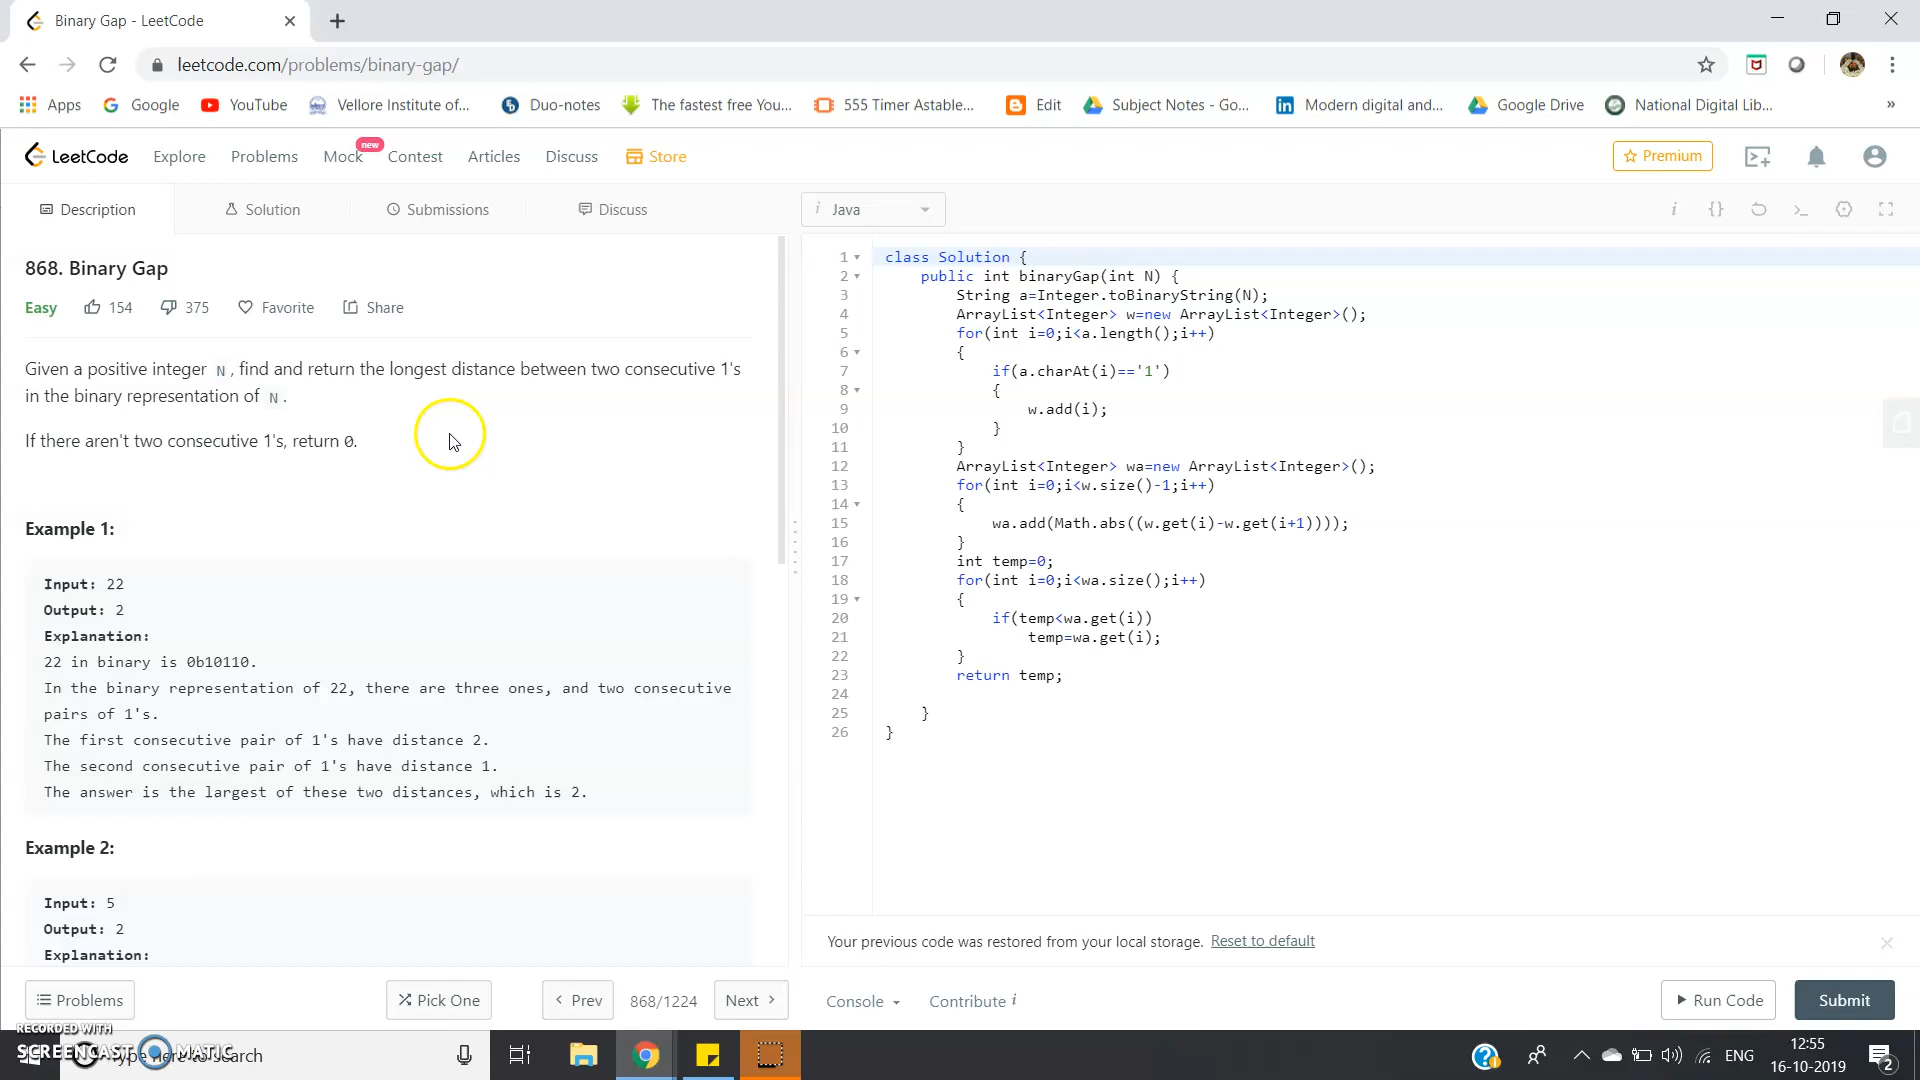 Binary Gap - LeetCode
leetcode.com/problems/binary-gap/
Apps Google YouTube Vellore Institute of... Duo-notes The fastest free You... 555 Timer Astable... Edit Subject Notes - Go... Modern digital and... Google Drive National Digital Lib... »
LeetCode Explore Problems Mock new Contest Articles Discuss Store Premium
Description Solution Submissions Discuss
i Java
868. Binary Gap
Easy 154 375 Favorite Share
Given a positive integer N, find and return the longest distance between two consecutive 1's
in the binary representation of N.
If there aren't two consecutive 1's, return 0.
Example 1:
Input: 22
Output: 2
Explanation:
22 in binary is 0b10110.
In the binary representation of 22, there are three ones, and two consecutive
pairs of 1's.
The first consecutive pair of 1's have distance 2.
The second consecutive pair of 1's have distance 1.
The answer is the largest of these two distances, which is 2.
Example 2:
Input: 5
Output: 2
Explanation:
1 class Solution {
2 public int binaryGap(int N) {
3 String a=Integer.toBinaryString(N);
4 ArrayList<Integer> w=new ArrayList<Integer>();
5 for(int i=0;i<a.length();i++)
6 {
7 if(a.charAt(i)=='1')
8 {
9 w.add(i);
10 }
11 }
12 ArrayList<Integer> wa=new ArrayList<Integer>();
13 for(int i=0;i<w.size()-1;i++)
14 {
15 wa.add(Math.abs((w.get(i)-w.get(i+1))));
16 }
17 int temp=0;
18 for(int i=0;i<wa.size();i++)
19 {
20 if(temp<wa.get(i))
21 temp=wa.get(i);
22 }
23 return temp;
24
25 }
26 }
Your previous code was restored from your local storage. Reset to default
Problems Pick One < Prev 868/1224 Next > Console Contribute i Run Code Submit
RECORDED WITH
SCREENCAST MATIC
Type here to search
ENG
12:55
16-10-2019
2